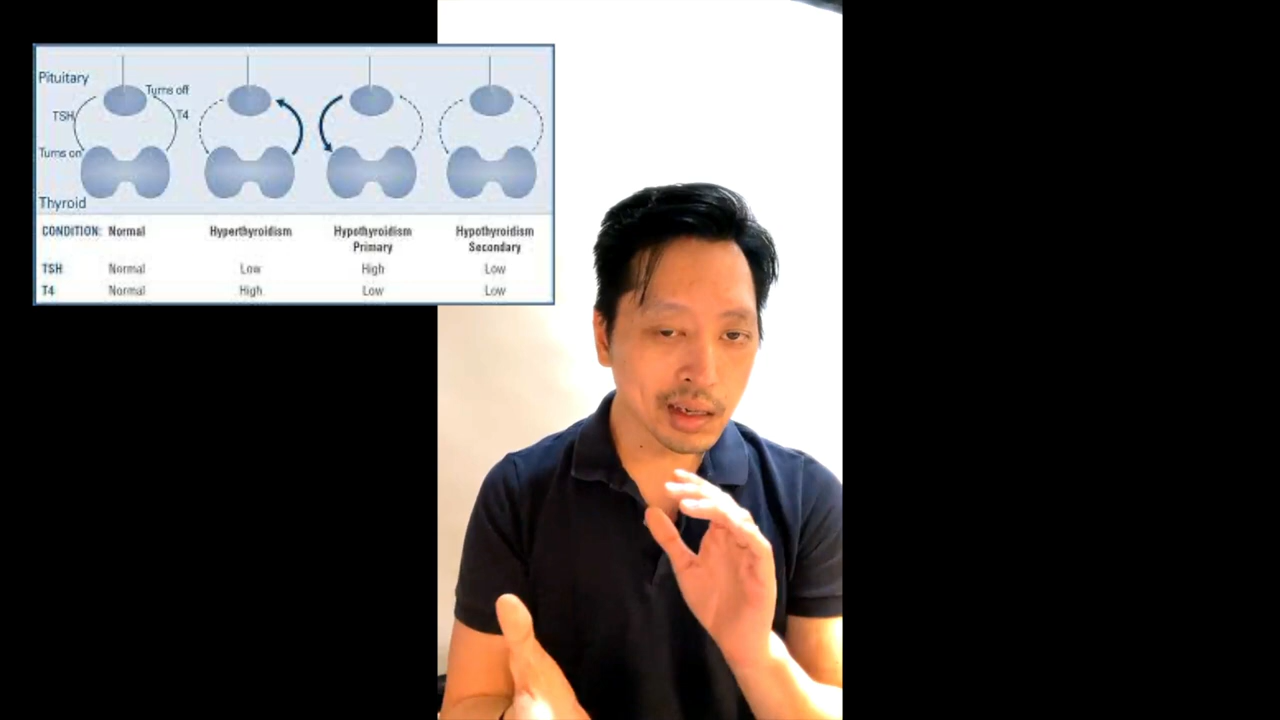 Pituitary
Turns off
TSH
T4
Turns on
Thyroid
CONDITION: Normal Hyperthyroidism Hypothyroidism Primary Hypothyroidism Secondary
TSH Normal Low High Low
T4 Normal High Low Low